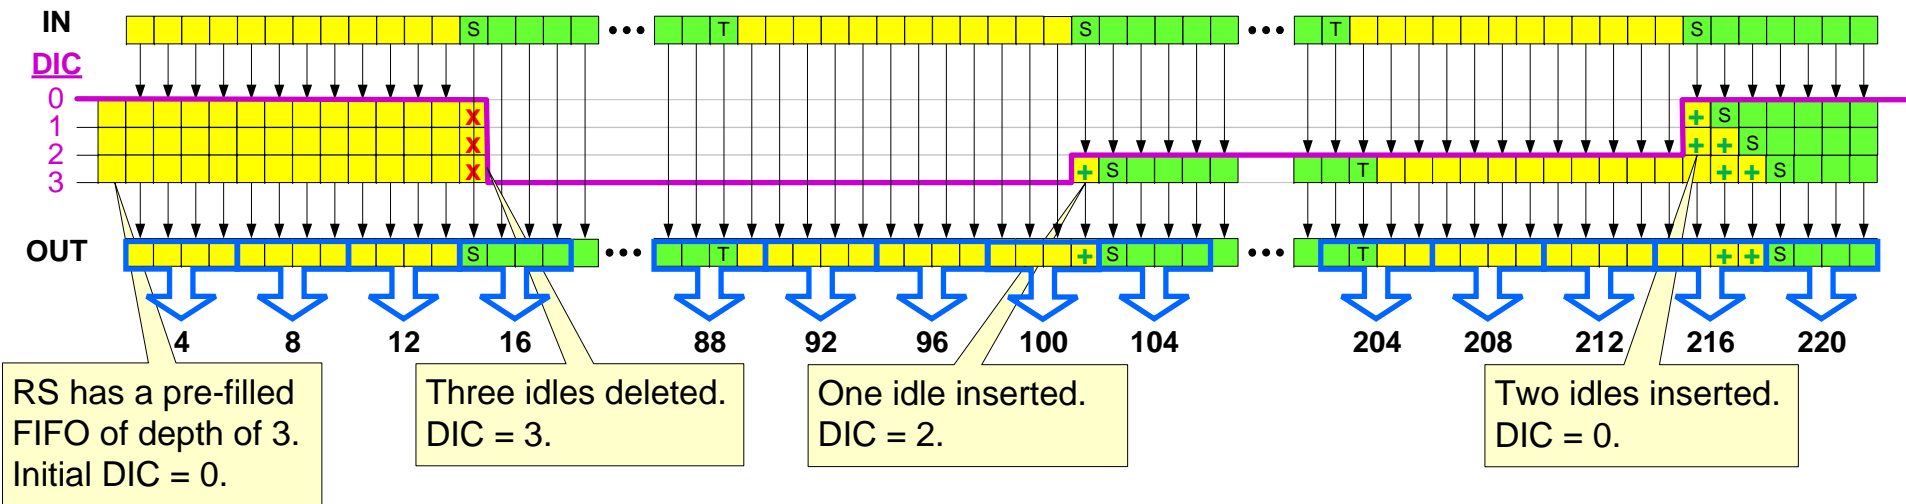 IN S ••• T S ••• T S
DIC
0
x + S
1
x + + S
2
x + S T + + S
3
OUT S ••• T + S ••• T + + S
4 8 12 16 88 92 96 100 104 204 208 212 216 220
RS has a pre-filled
FIFO of depth of 3.
Initial DIC = 0.
Three idles deleted.
DIC = 3.
One idle inserted.
DIC = 2.
Two idles inserted.
DIC = 0.